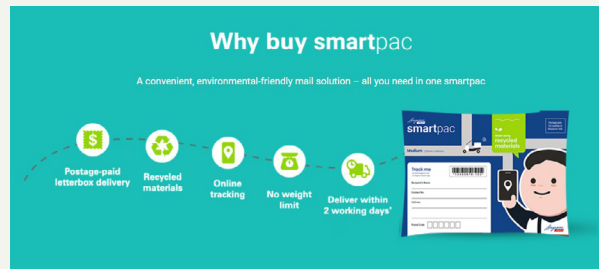 Why buy smartpac
A convenient, environmental-friendly mail solution – all you need in one smartpac
Postage-paid
letterbox delivery
Recycled
materials
Online
tracking
No weight
limit
Deliver within
2 working days*
smartpac
recycled
materials
Medium
Track me